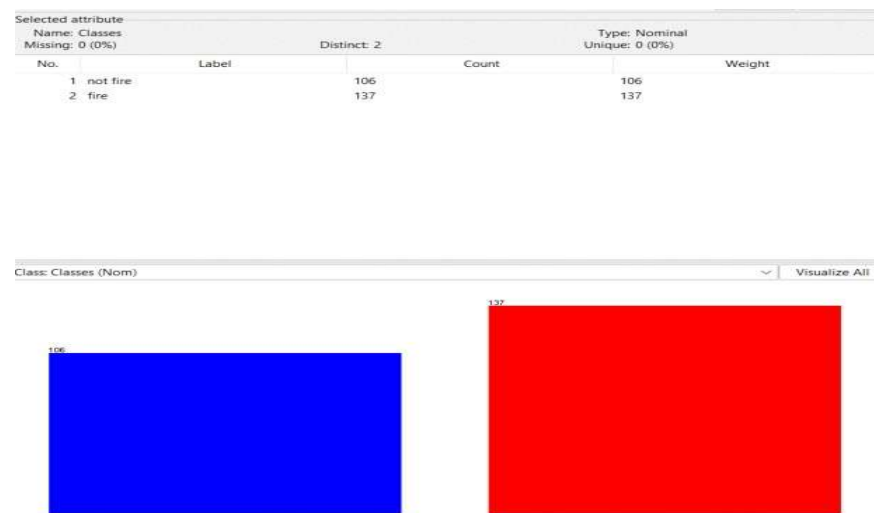 Selected attribute
Name: Classes Type: Nominal
Missing: 0 (0%) Distinct: 2 Unique: 0 (0%)
No. Label Count Weight
1 not fire 106 106
2 fire 137 137
Class: Classes (Nom) Visualize All
137
106